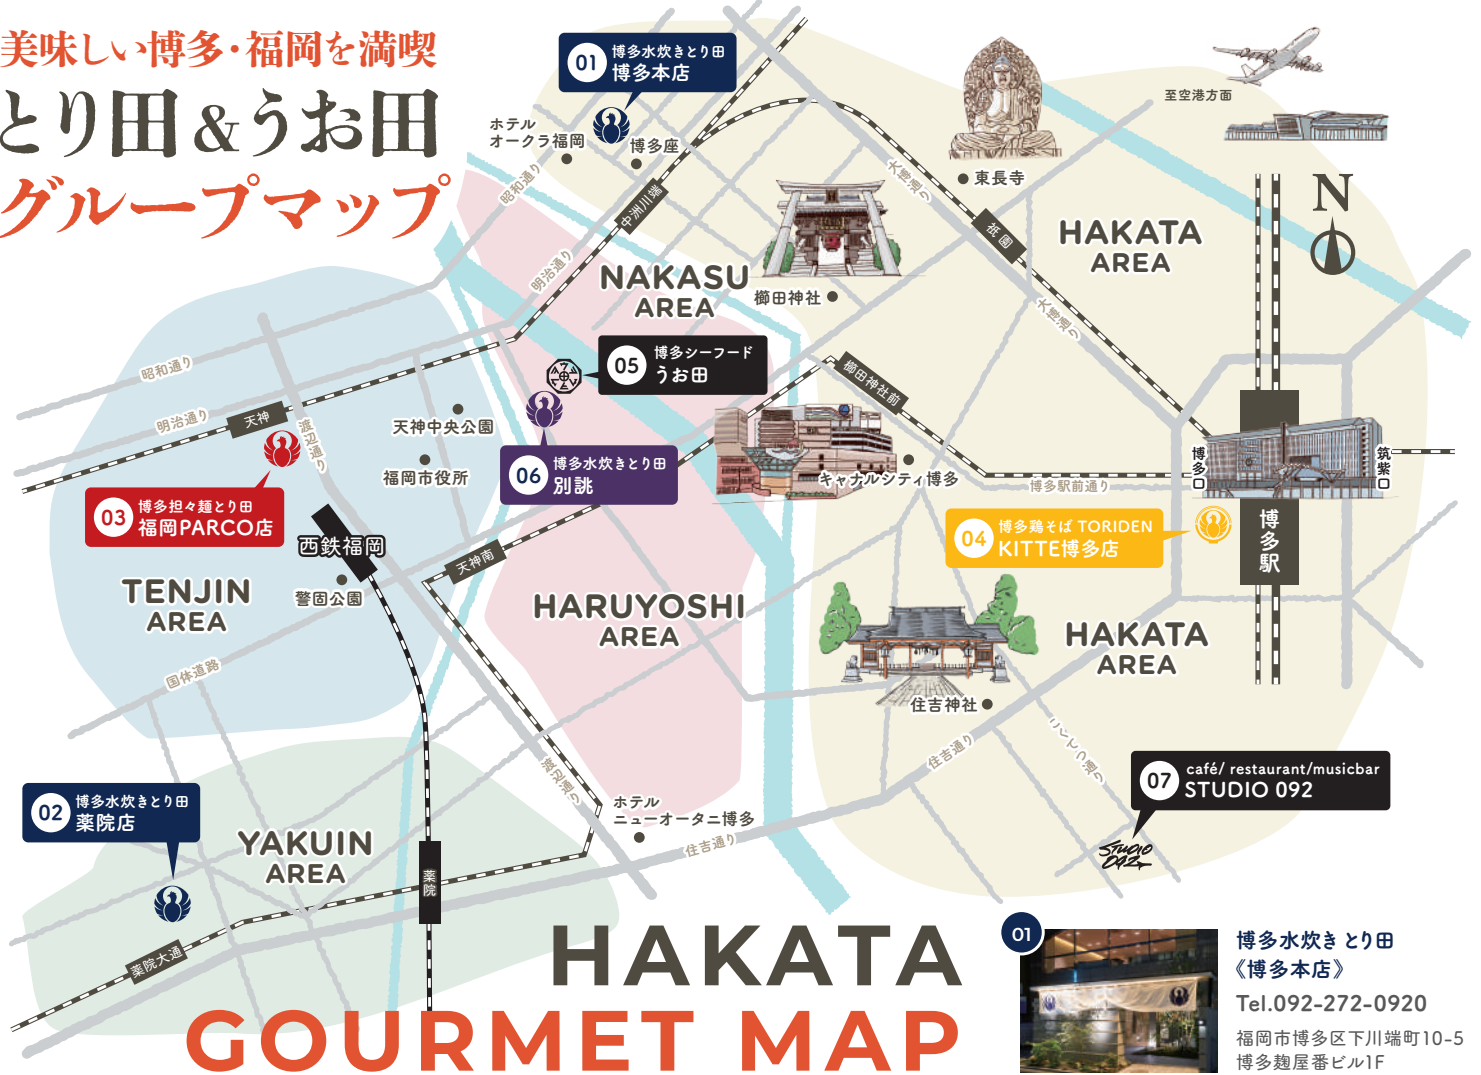 美味しい博多・福岡を満喫
とり田&うお田
グループマップ
01
博多水炊きとり田
博多本店
ホテル
オークラ福岡
博多座
昭和通り
中洲川端
明治通り
NAKASU
AREA
櫛田神社
大博通り
東長寺
至空港方面
祇園
HAKATA
AREA
N
大博通り
昭和通り
明治通り
天神
渡辺通り
天神中央公園
福岡市役所
05
博多シーフード
うお田
06
博多水炊きとり田
別誂
櫛田神社前
キャナルシティ博多
博多駅前通り
博多口
筑紫口
博多駅
03
博多担々麺とり田
福岡PARCO店
西鉄福岡
警固公園
天神南
TENJIN
AREA
国体道路
HARUYOSHI
AREA
04
博多鶏そば TORIDEN
KITTE博多店
HAKATA
AREA
住吉神社
住吉通り
こくてつ通り
07
café/ restaurant/musicbar
STUDIO 092
STUDIO
092
02
博多水炊きとり田
薬院店
YAKUIN
AREA
渡辺通り
ホテル
ニューオータニ博多
住吉通り
薬院
薬院大通
HAKATA
GOURMET MAP
01
博多水炊き とり田
《博多本店》
Tel.092-272-0920
福岡市博多区下川端町10-5
博多麹屋番ビル1F